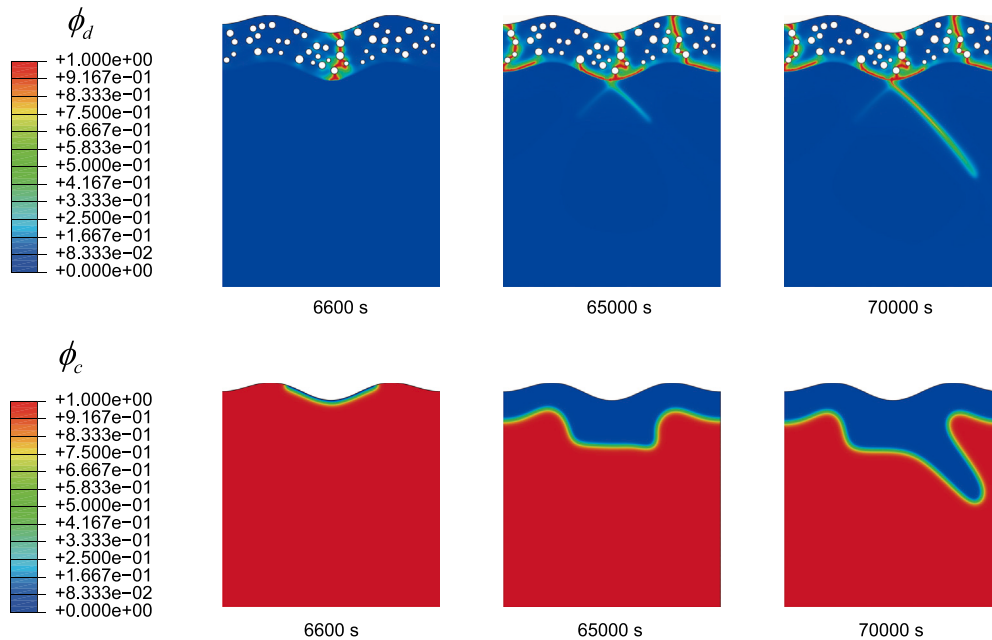 ϕd
+1.000e+00
+9.167e−01
+8.333e−01
+7.500e−01
+6.667e−01
+5.833e−01
+5.000e−01
+4.167e−01
+3.333e−01
+2.500e−01
+1.667e−01
+8.333e−02
+0.000e+00
6600 s
65000 s
70000 s
ϕc
+1.000e+00
+9.167e−01
+8.333e−01
+7.500e−01
+6.667e−01
+5.833e−01
+5.000e−01
+4.167e−01
+3.333e−01
+2.500e−01
+1.667e−01
+8.333e−02
+0.000e+00
6600 s
65000 s
70000 s